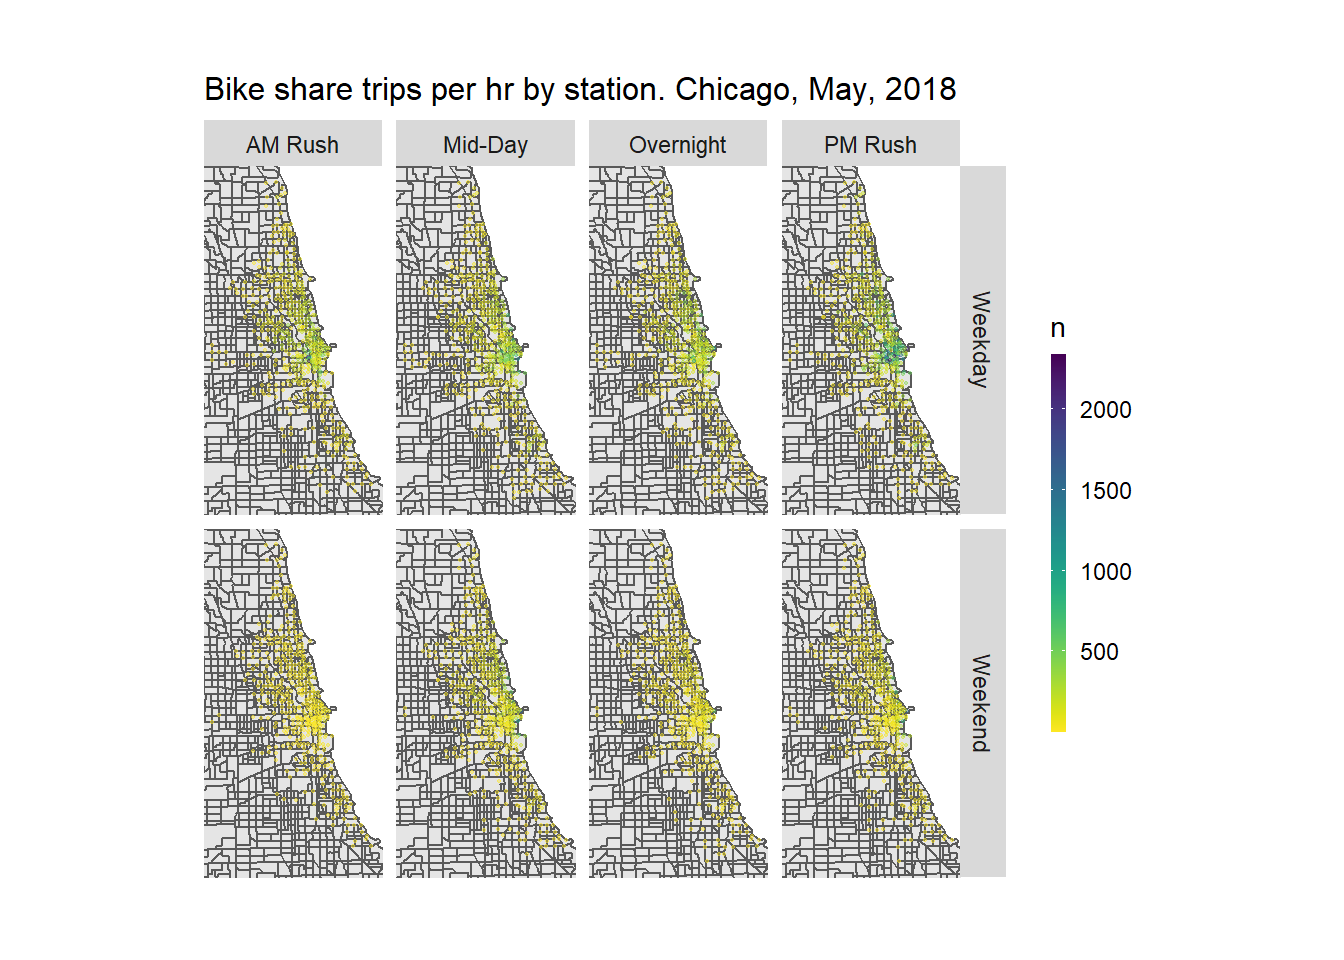 Bike share trips per hr by station. Chicago, May, 2018
AM Rush
Mid-Day
Overnight
PM Rush
Weekday
Weekend
n
2000
1500
1000
500